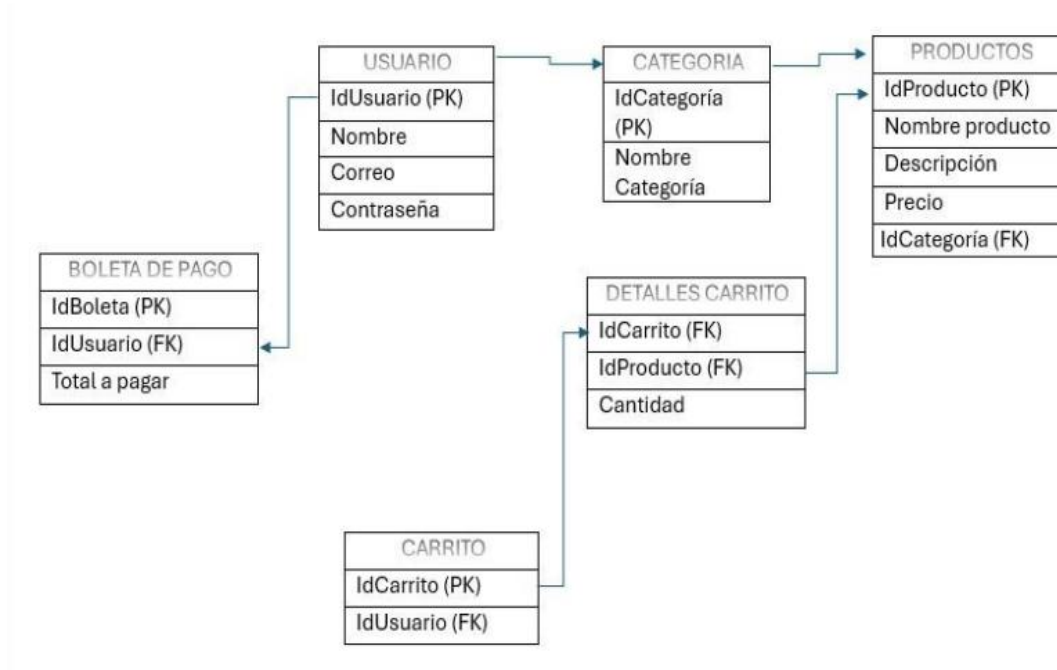 USUARIO
IdUsuario (PK)
Nombre
Correo
Contraseña
CATEGORIA
IdCategoría
(PK)
Nombre
Categoría
PRODUCTOS
IdProducto (PK)
Nombre producto
Descripción
Precio
IdCategoría (FK)
BOLETA DE PAGO
IdBoleta (PK)
IdUsuario (FK)
Total a pagar
DETALLES CARRITO
IdCarrito (FK)
IdProducto (FK)
Cantidad
CARRITO
IdCarrito (PK)
IdUsuario (FK)